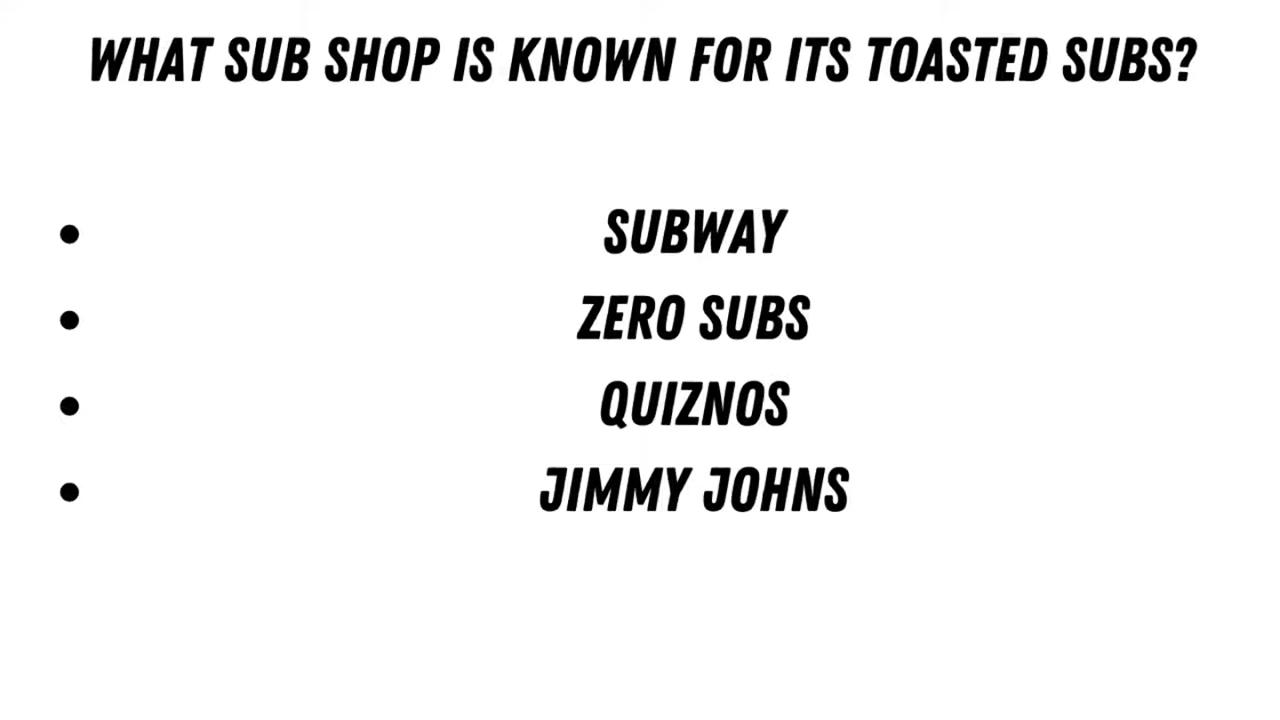 WHAT SUB SHOP IS KNOWN FOR ITS TOASTED SUBS?
SUBWAY
ZERO SUBS
QUIZNOS
JIMMY JOHNS